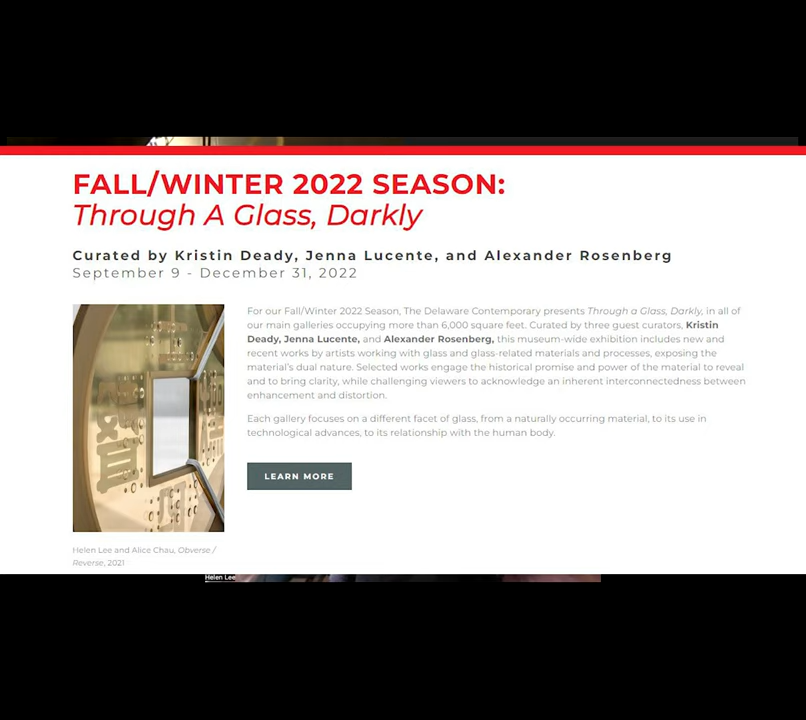 FALL/WINTER 2022 SEASON:
Through A Glass, Darkly
Curated by Kristin Deady, Jenna Lucente, and Alexander Rosenberg
September 9 - December 31, 2022
For our Fall/Winter 2022 Season, The Delaware Contemporary presents Through a Glass, Darkly, in all of
our main galleries occupying more than 6,000 square feet. Curated by three guest curators, Kristin
Deady, Jenna Lucente, and Alexander Rosenberg, this museum-wide exhibition includes new and
recent works by artists working with glass and glass-related materials and processes, exposing the
material's dual nature. Selected works engage the historical promise and power of the material to reveal
and to bring clarity, while challenging viewers to acknowledge an inherent interconnectedness between
enhancement and distortion.
Each gallery focuses on a different facet of glass, from a naturally occurring material, to its use in
technological advances, to its relationship with the human body.
LEARN MORE
Helen Lee and Alice Chau, Obverse /
Reverse, 2021
Helen Lee